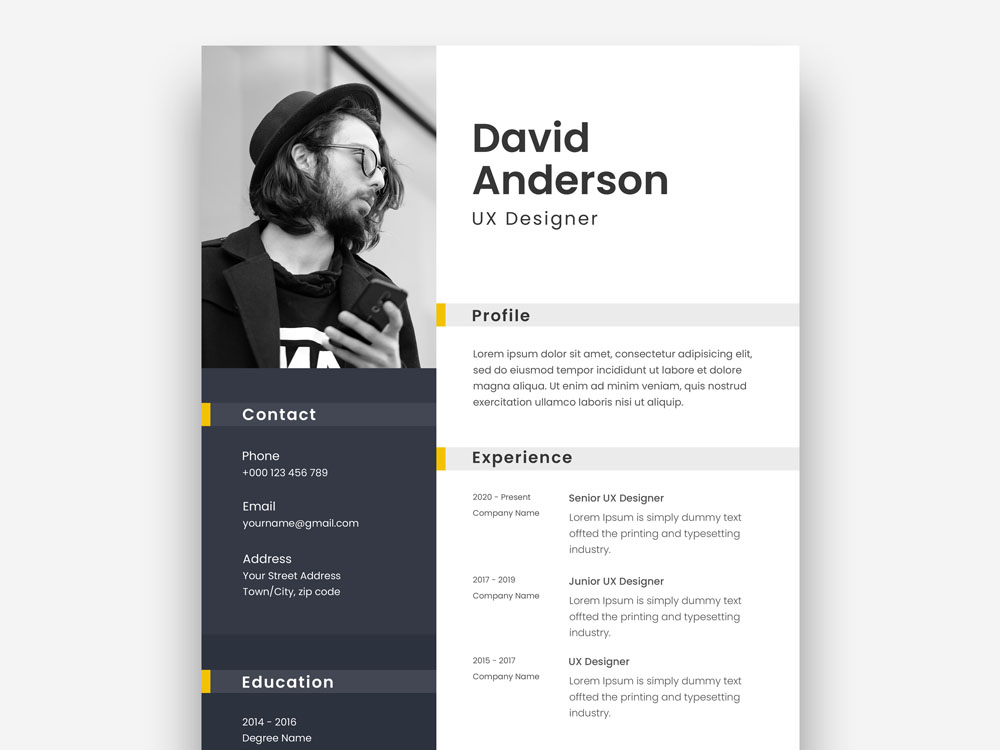 David
Anderson
UX Designer
Contact
Phone
+000 123 456 789
Email
yourname@gmail.com
Address
Your Street Address
Town/City, zip code
Education
2014 - 2016
Degree Name
Profile
Lorem ipsum dolor sit amet, consectetur adipisicing elit,
sed do eiusmod tempor incididunt ut labore et dolore
magna aliqua. Ut enim ad minim veniam, quis nostrud
exercitation ullamco laboris nisi ut aliquip.
Experience
2020 - Present
Company Name
Senior UX Designer
Lorem Ipsum is simply dummy text
offted the printing and typesetting
industry.
2017 - 2019
Company Name
Junior UX Designer
Lorem Ipsum is simply dummy text
offted the printing and typesetting
industry.
2015 - 2017
Company Name
UX Designer
Lorem Ipsum is simply dummy text
offted the printing and typesetting
industry.